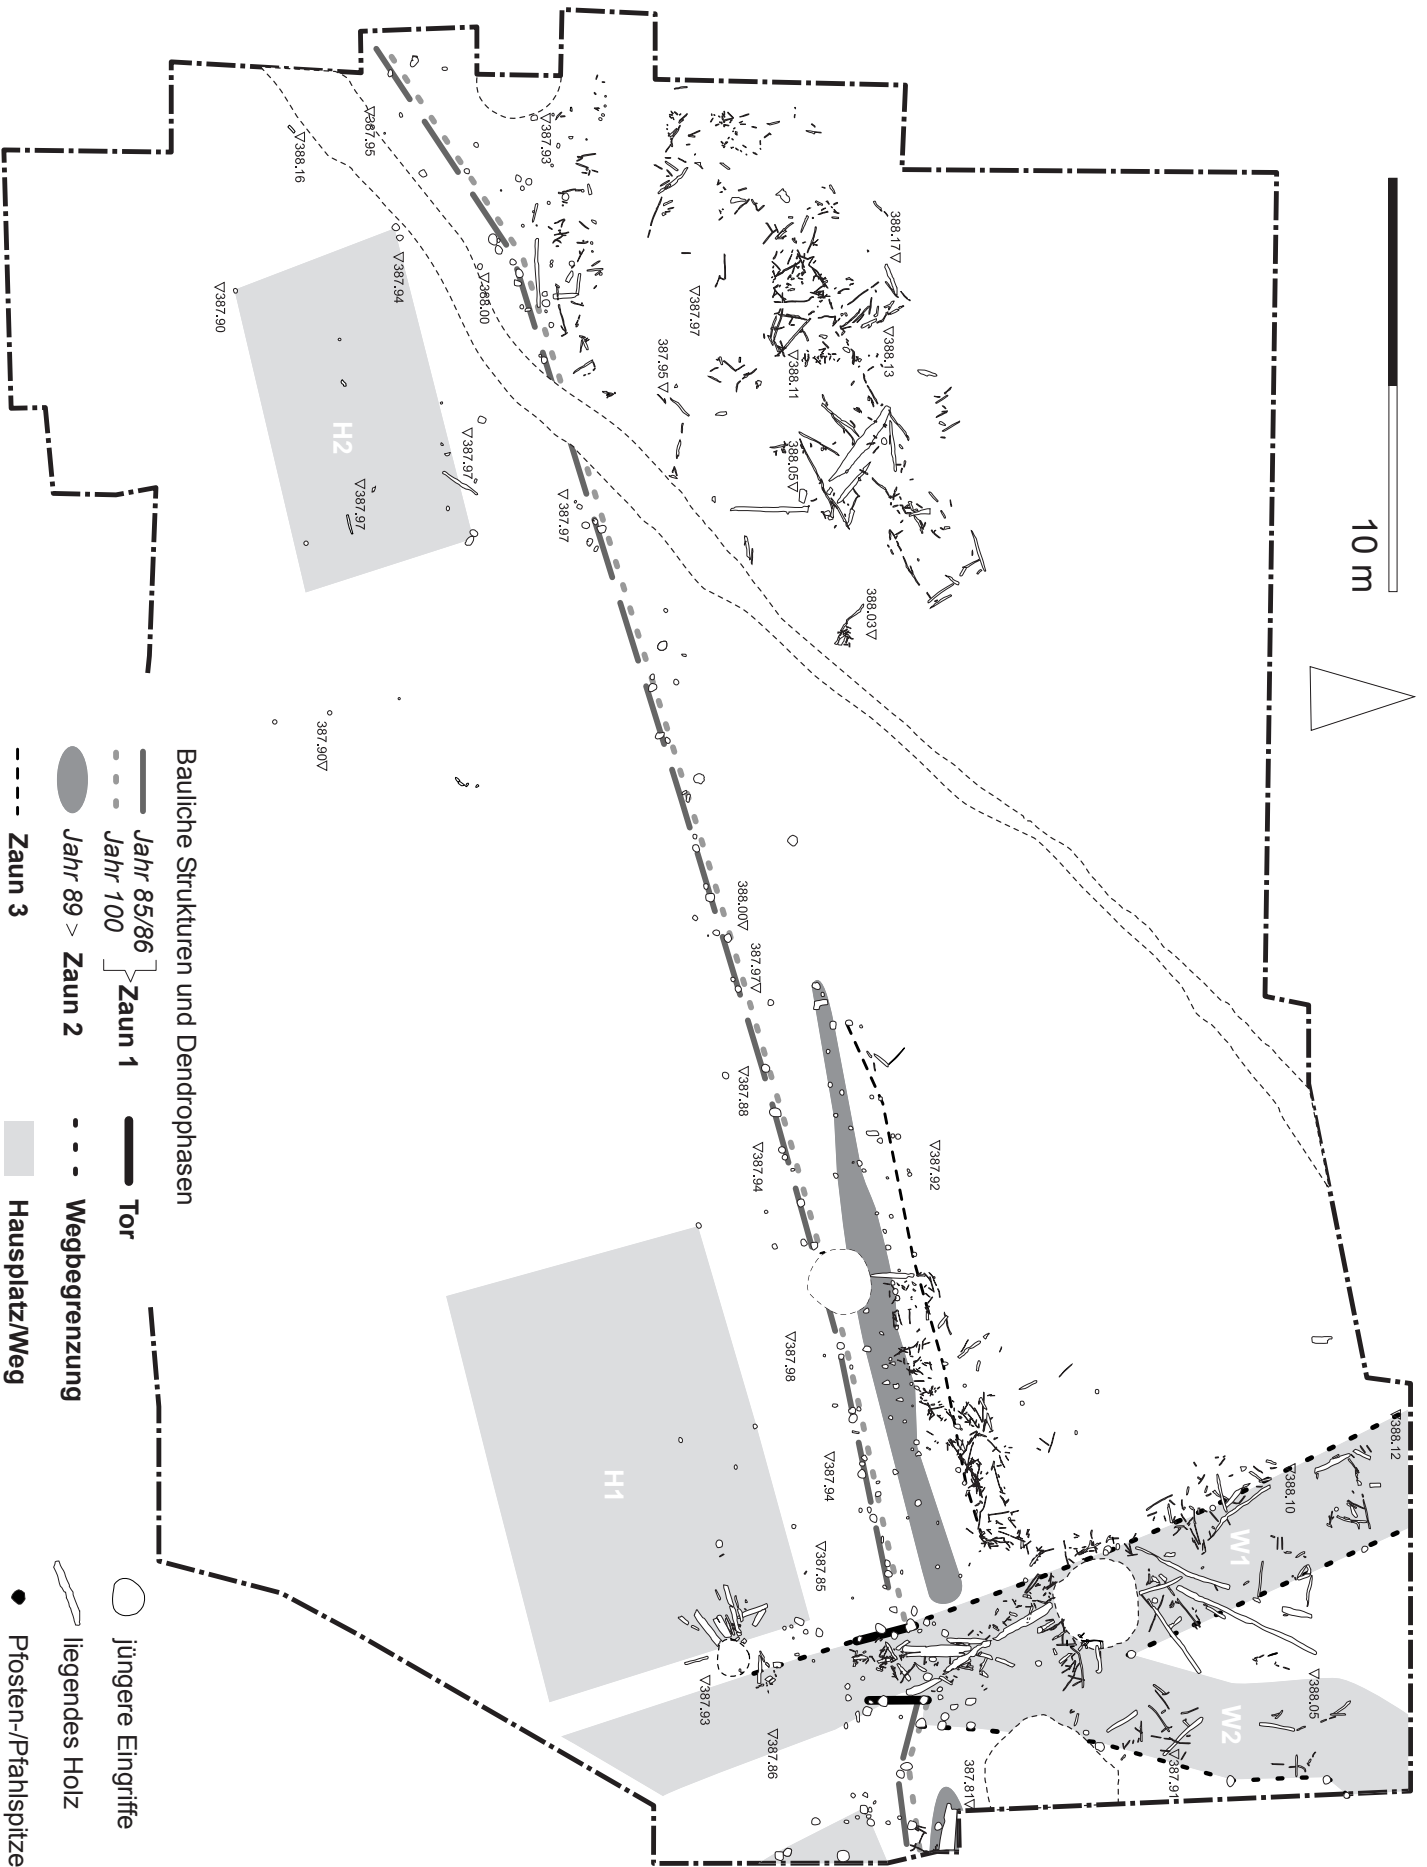 10 m
388.17▽
▽388.13
▽388.11
▽387.97
387.95▽
388.05▽
388.03▽
▽387.93
▽387.95
▽388.16
▽387.94
▽388.00
▽387.90
H2
▽387.97
▽387.97
▽387.97
387.90▽
388.00▽
387.97▽
▽387.88
▽387.94
▽387.92
▽387.98
▽387.94
▽387.85
H1
▽388.12
▽388.10
W1
▽388.05
W2
▽387.91
387.81▽
▽387.93
▽387.86
Bauliche Strukturen und Dendrophasen
Jahr 85/86
Jahr 100
Zaun 1
Jahr 89 > Zaun 2
Zaun 3
Tor
Wegbegrenzung
Hausplatz/Weg
jüngere Eingriffe
liegendes Holz
Pfosten-/Pfahlspitze